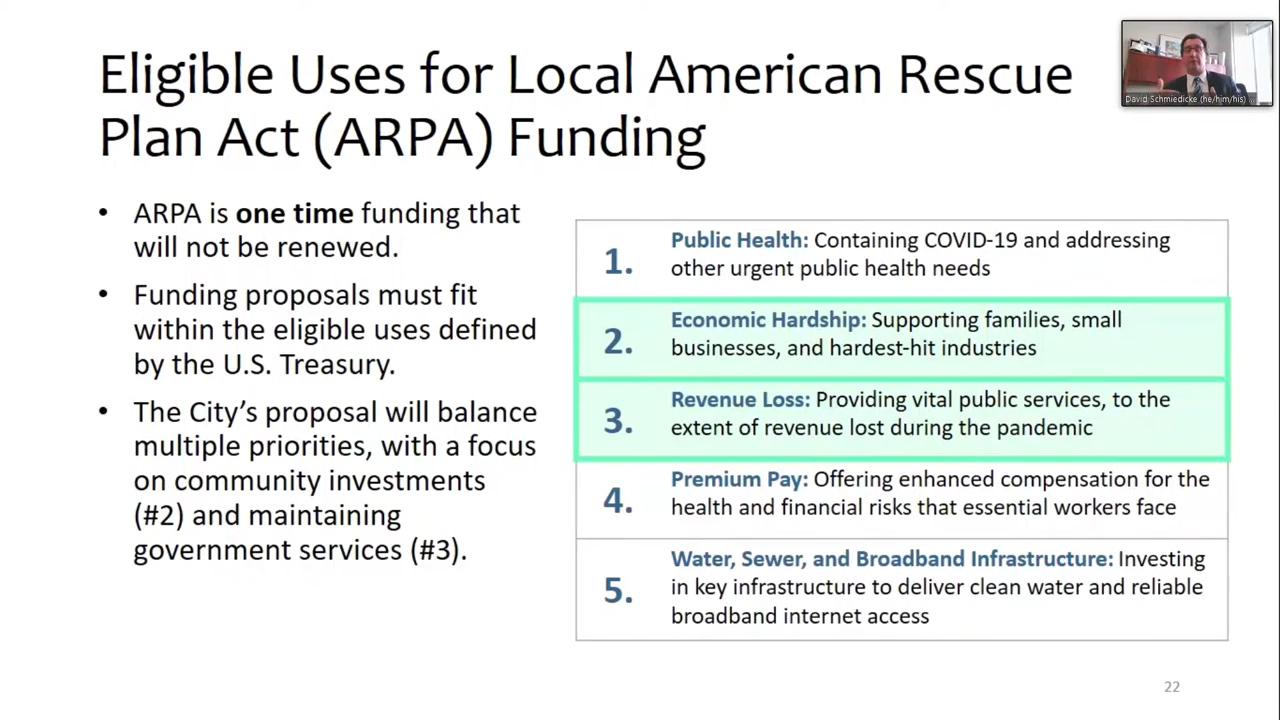 Eligible Uses for Local American Rescue
Plan Act (ARPA) Funding
David Schmiedicke (he/him/his)
• ARPA is one time funding that
will not be renewed.
• Funding proposals must fit
within the eligible uses defined
by the U.S. Treasury.
• The City’s proposal will balance
multiple priorities, with a focus
on community investments
(#2) and maintaining
government services (#3).
1. Public Health: Containing COVID-19 and addressing
other urgent public health needs
2. Economic Hardship: Supporting families, small
businesses, and hardest-hit industries
3. Revenue Loss: Providing vital public services, to the
extent of revenue lost during the pandemic
4. Premium Pay: Offering enhanced compensation for the
health and financial risks that essential workers face
5. Water, Sewer, and Broadband Infrastructure: Investing
in key infrastructure to deliver clean water and reliable
broadband internet access
22